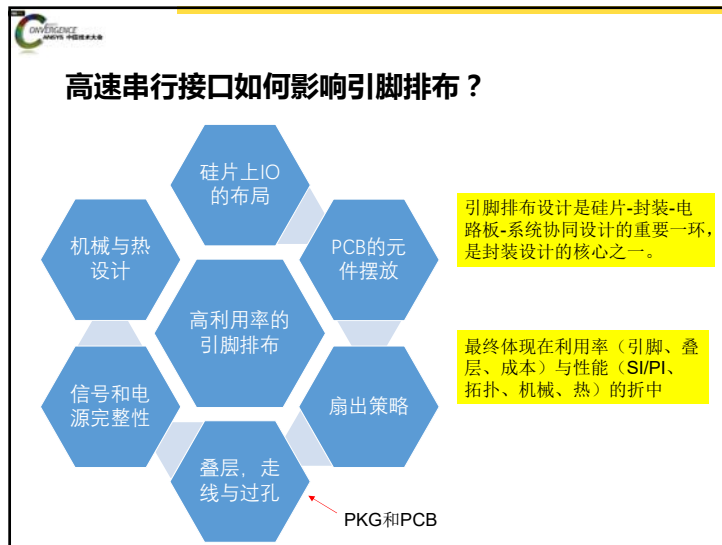 CONVERGENCE
ANSYS 中国技术大会
高速串行接口如何影响引脚排布？
硅片上IO
的布局
机械与热
设计
PCB的元
件摆放
高利用率的
引脚排布
信号和电
源完整性
扇出策略
叠层，走
线与过孔
PKG和PCB
引脚排布设计是硅片-封装-电
路板-系统协同设计的重要一环，
是封装设计的核心之一。
最终体现在利用率（引脚、叠
层、成本）与性能（SI/PI、
拓扑、机械、热）的折中